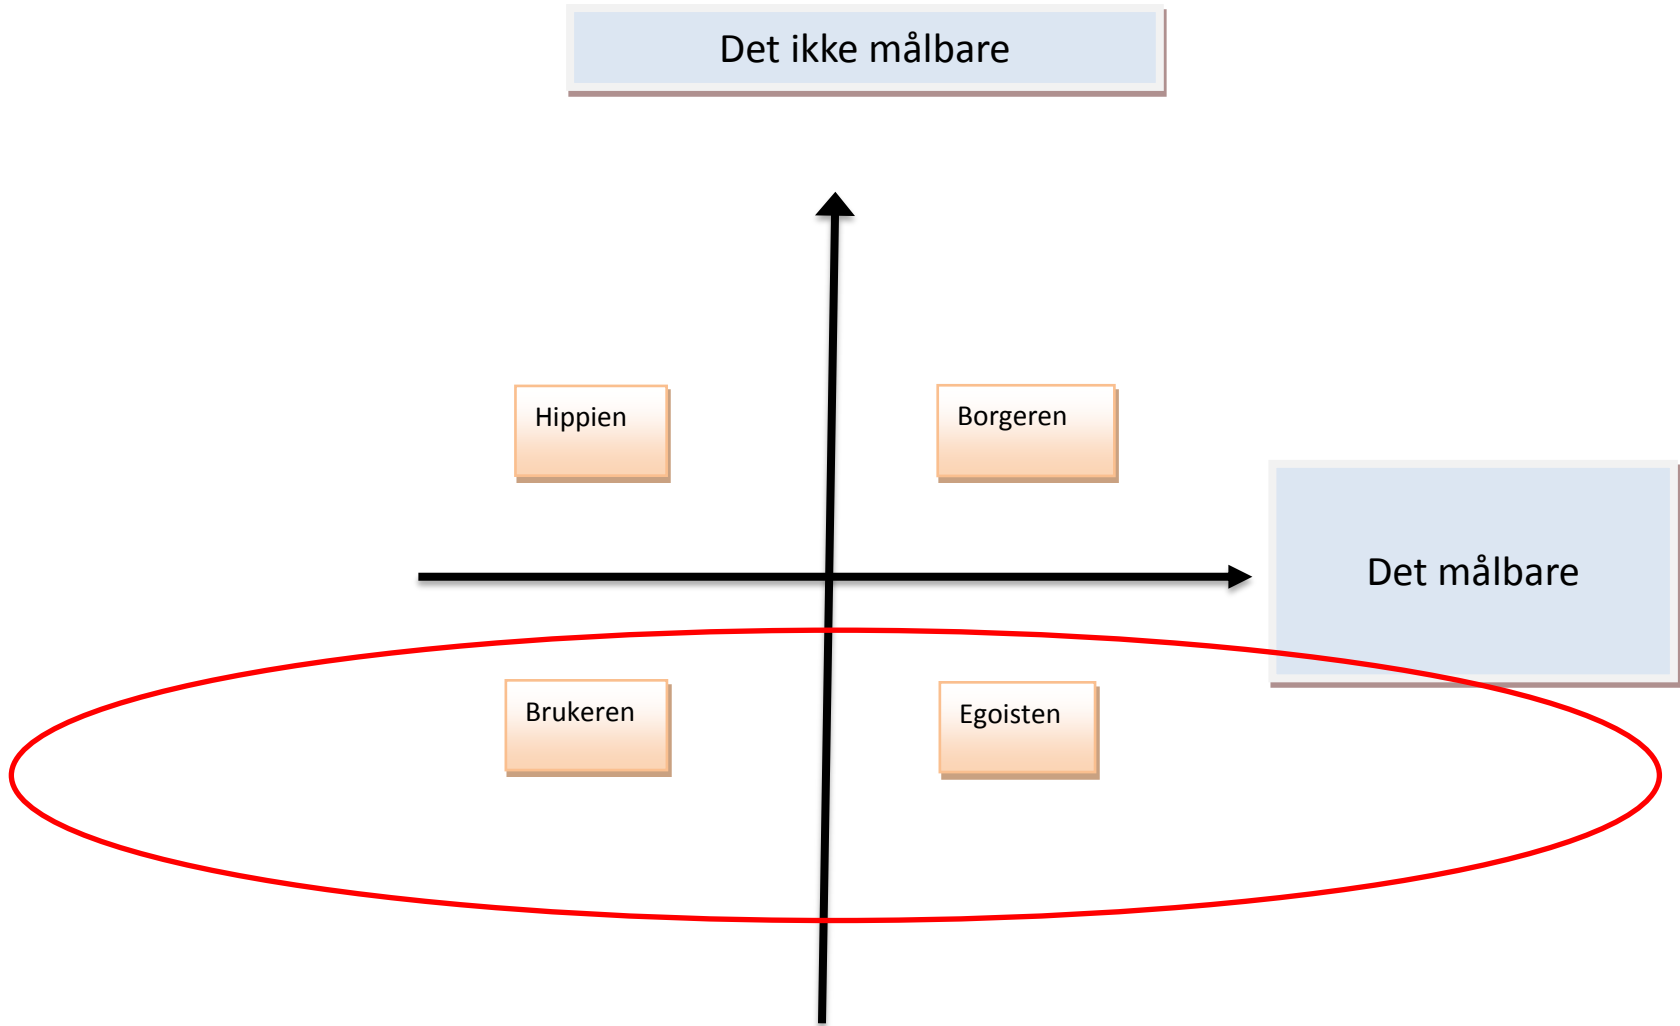 Det ikke målbare
Hippien
Borgeren
Det målbare
Brukeren
Egoisten